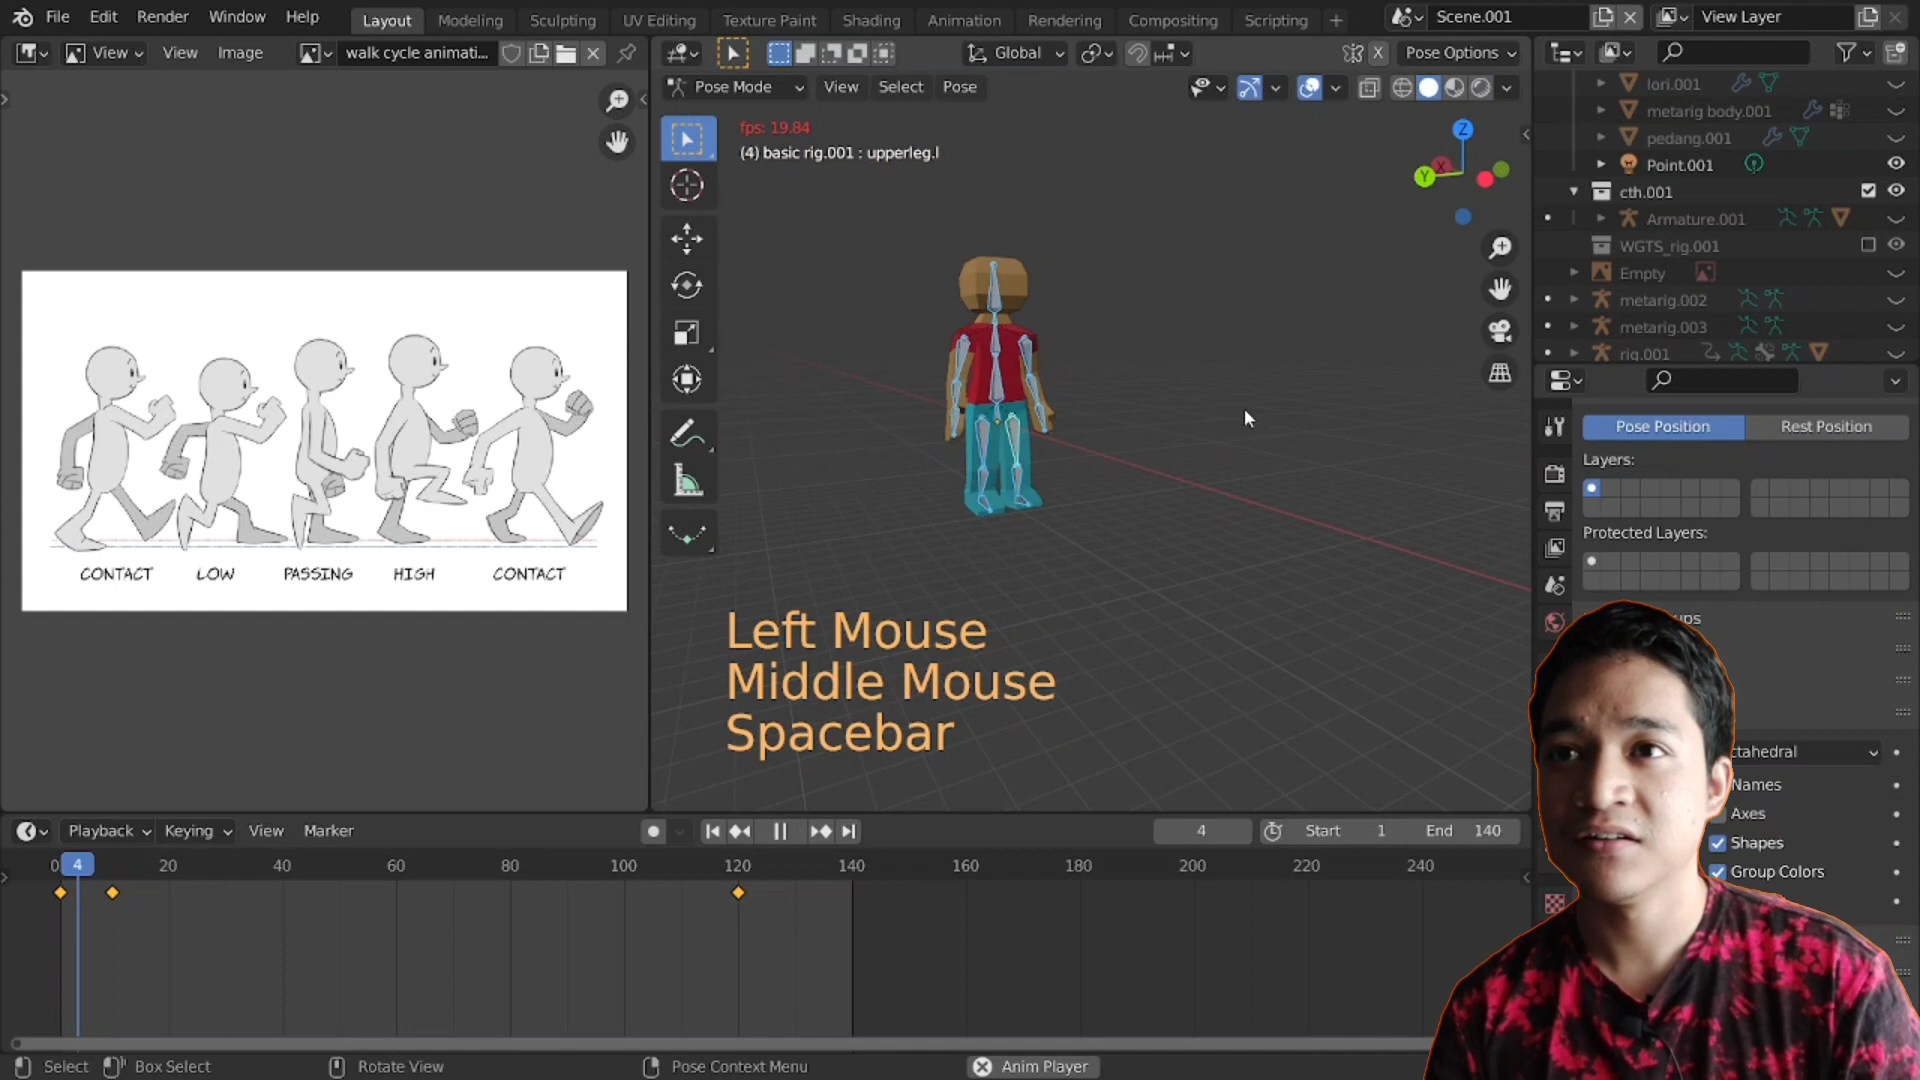 File Edit Render Window Help
Layout Modeling Sculpting UV Editing Texture Paint Shading Animation Rendering Compositing Scripting +
Scene.001
View Layer
View View Image walk cycle animati...
Global
X
Pose Options
Pose Mode View Select Pose
fps: 19.84
(4) basic rig.001 : upperleg.l
Z
X
Y
lori.001
metarig body.001
pedang.001
Point.001
cth.001
Armature.001
WGTS_rig.001
Empty
metarig.002
metarig.003
rig.001
Pose Position Rest Position
Layers:
Protected Layers:
ups
ctahedral
Names
Axes
Shapes
Group Colors
CONTACT LOW PASSING HIGH CONTACT
Left Mouse
Middle Mouse
Spacebar
Playback Keying View Marker
4 Start 1 End 140
0 4 20 40 60 80 100 120 140 160 180 200 220 240
Select Box Select Rotate View Pose Context Menu Anim Player